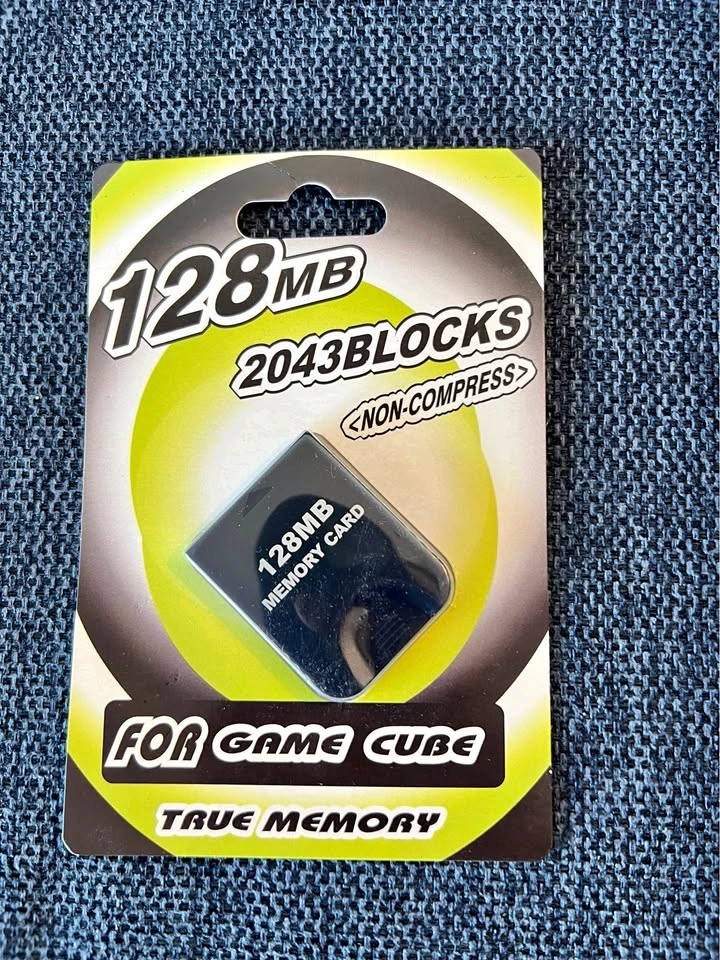 128MB
2043BLOCKS
<NON-COMPRESS>
128MB
MEMORY CARD
FOR GAME CUBE
TRUE MEMORY